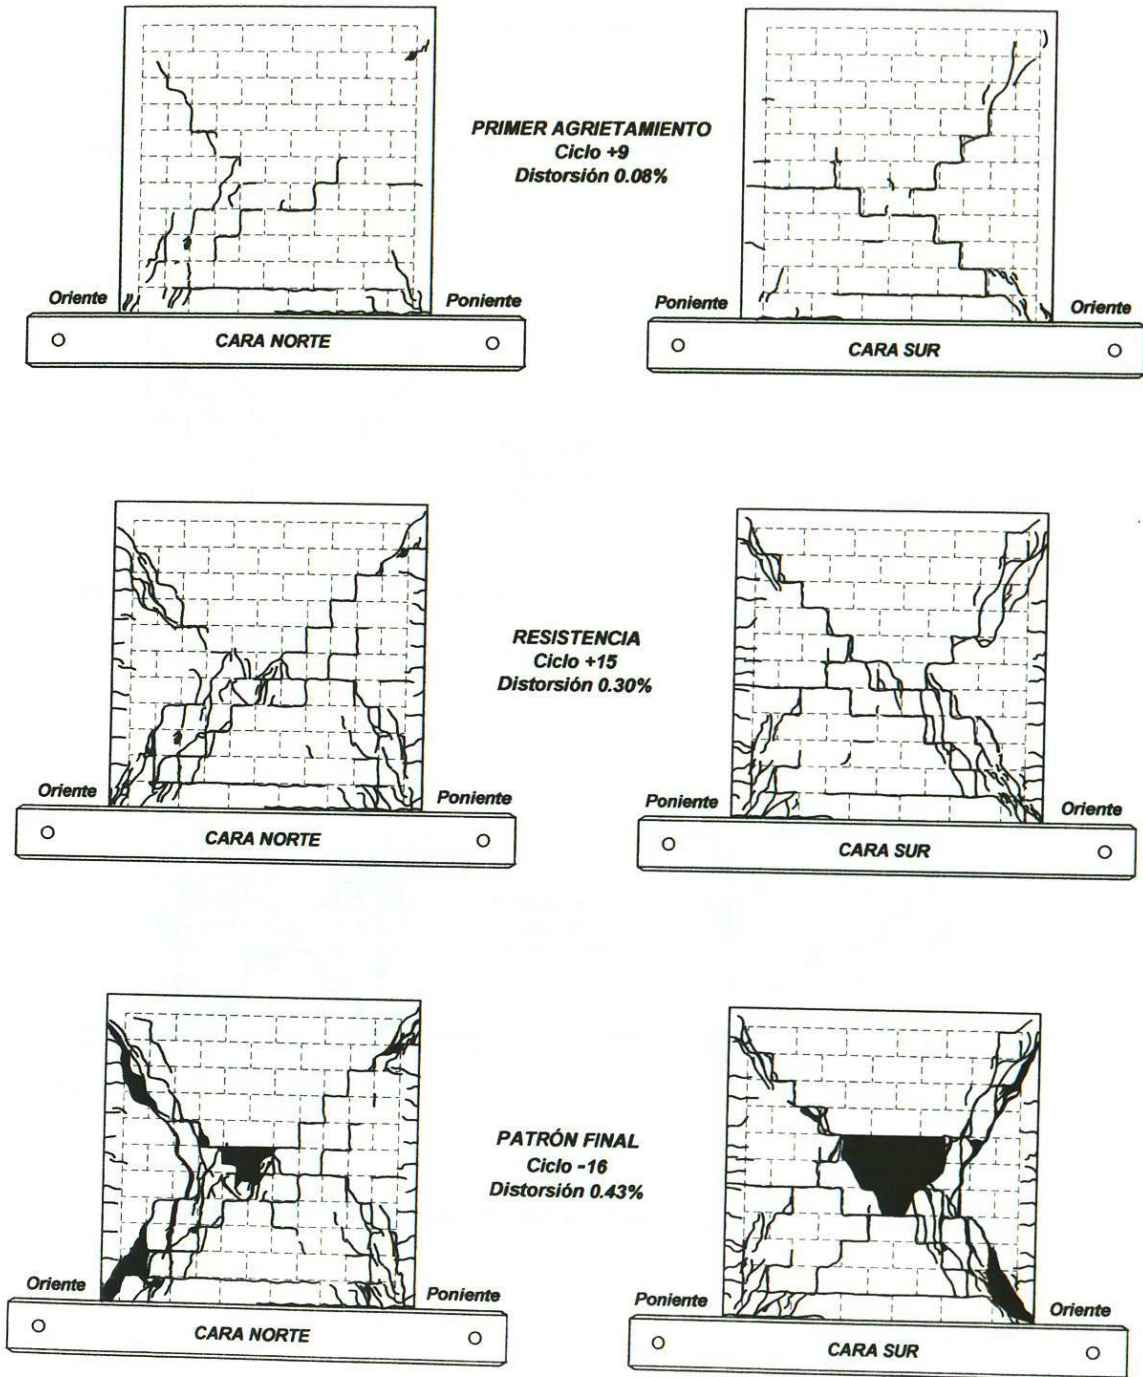 PRIMER AGRIETAMIENTO
Ciclo +9
Distorsión 0.08%
Oriente
Poniente
CARA NORTE
Poniente
Oriente
CARA SUR
RESISTENCIA
Ciclo +15
Distorsión 0.30%
Oriente
Poniente
CARA NORTE
Poniente
Oriente
CARA SUR
PATRÓN FINAL
Ciclo -16
Distorsión 0.43%
Oriente
Poniente
CARA NORTE
Poniente
Oriente
CARA SUR